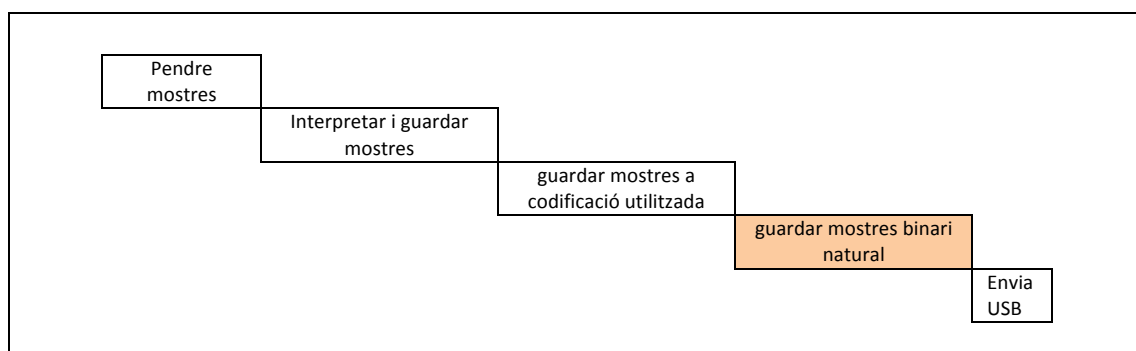 Pendre
mostres
Interpretar i guardar
mostres
guardar mostres a
codificació utilitzada
guardar mostres binari
natural
Envia
USB